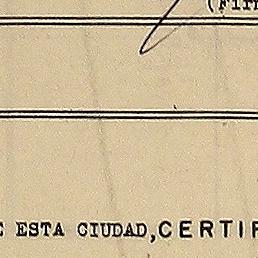 (Fir
E ESTA CIUDAD, CERTIF